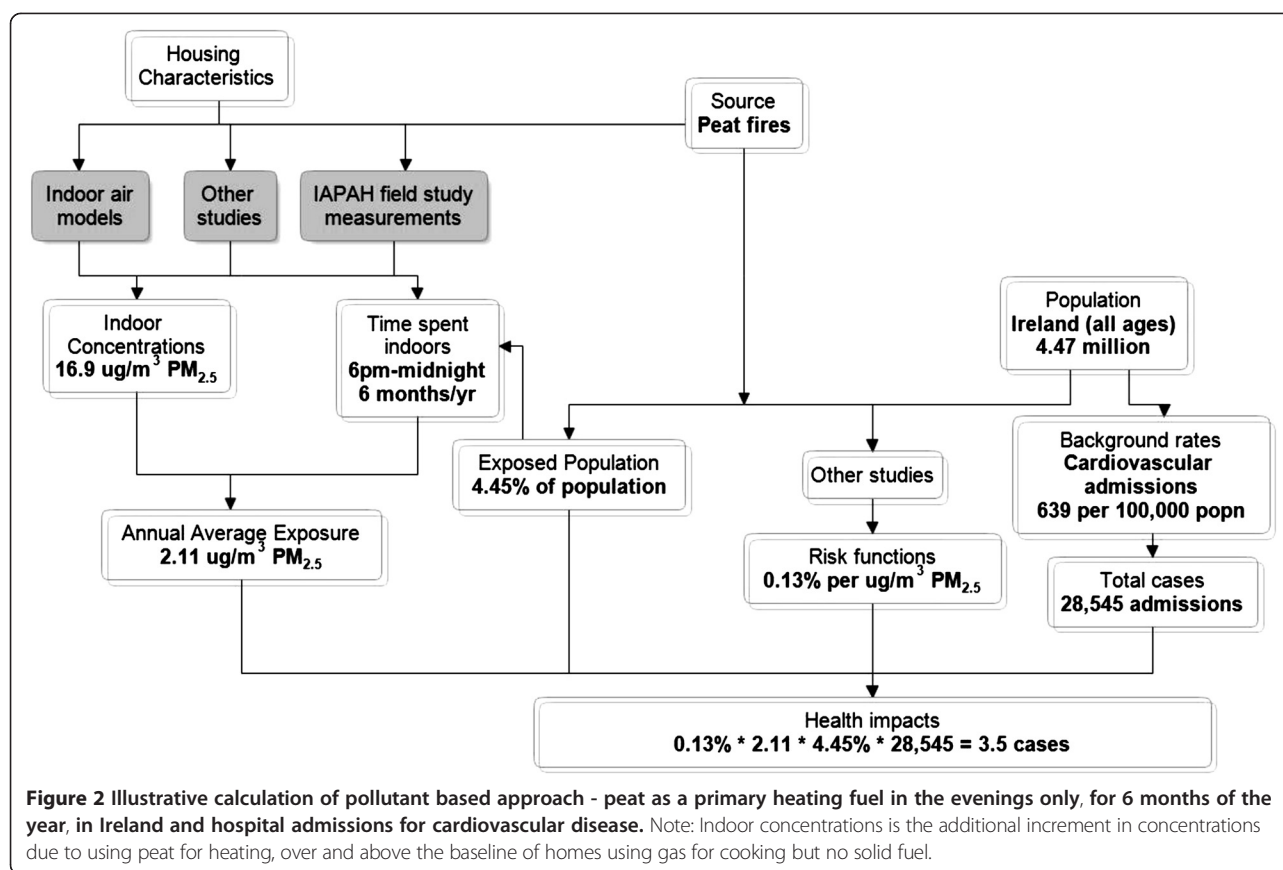 Housing
Characteristics
Source
Peat fires
Indoor air
models
Other
studies
IAPAH field study
measurements
Indoor
Concentrations
16.9 ug/m³ PM₂.₅
Time spent
indoors
6pm-midnight
6 months/yr
Population
Ireland (all ages)
4.47 million
Exposed Population
4.45% of population
Other studies
Background rates
Cardiovascular
admissions
639 per 100,000 popn
Annual Average Exposure
2.11 ug/m³ PM₂.₅
Risk functions
0.13% per ug/m³ PM₂.₅
Total cases
28,545 admissions
Health impacts
0.13% * 2.11 * 4.45% * 28,545 = 3.5 cases
Figure 2 Illustrative calculation of pollutant based approach - peat as a primary heating fuel in the evenings only, for 6 months of the
year, in Ireland and hospital admissions for cardiovascular disease. Note: Indoor concentrations is the additional increment in concentrations
due to using peat for heating, over and above the baseline of homes using gas for cooking but no solid fuel.